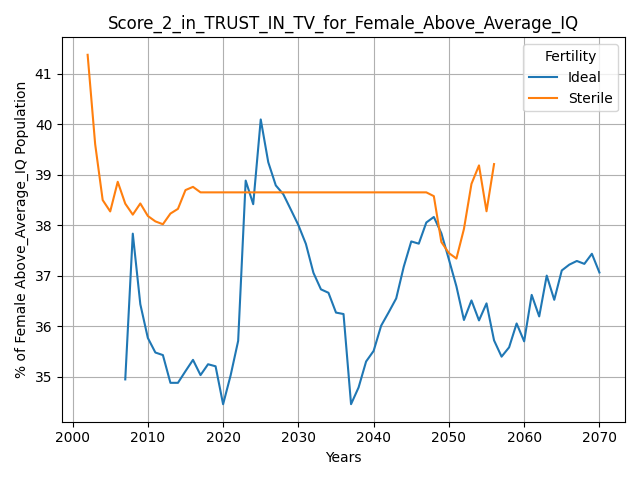 Score_2_in_TRUST_IN_TV_for_Female_Above_Average_IQ
% of Female Above_Average_IQ Population
41
40
39
38
37
36
35
Fertility
Ideal
Sterile
2000 2010 2020 2030 2040 2050 2060 2070
Years